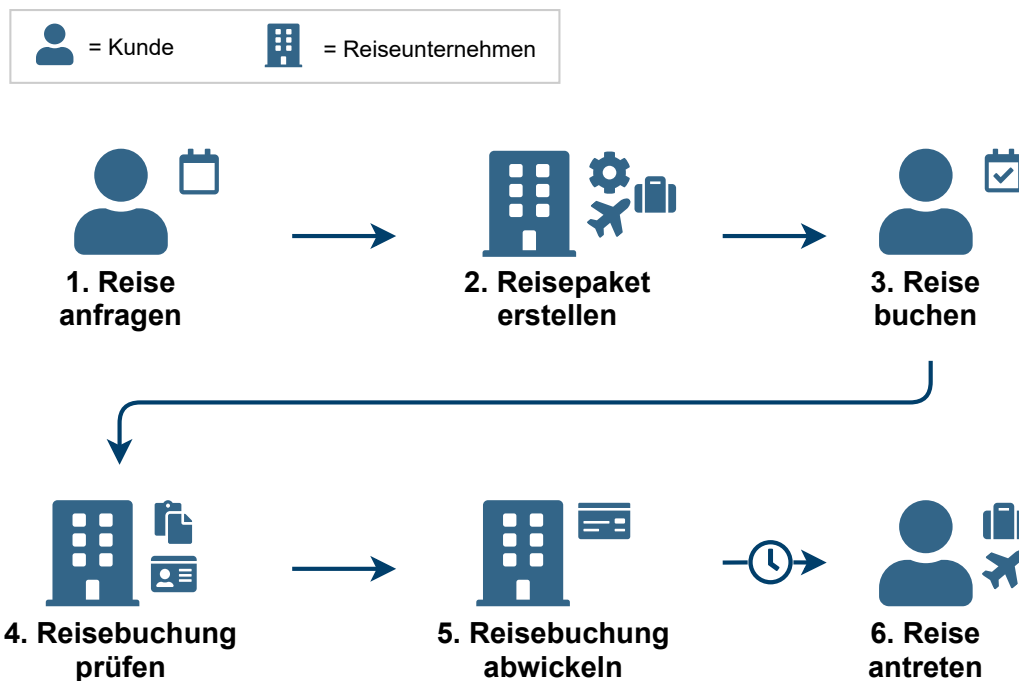 = Kunde
= Reiseunternehmen
1. Reise
anfragen
2. Reisepaket
erstellen
3. Reise
buchen
4. Reisebuchung
prüfen
5. Reisebuchung
abwickeln
6. Reise
antreten